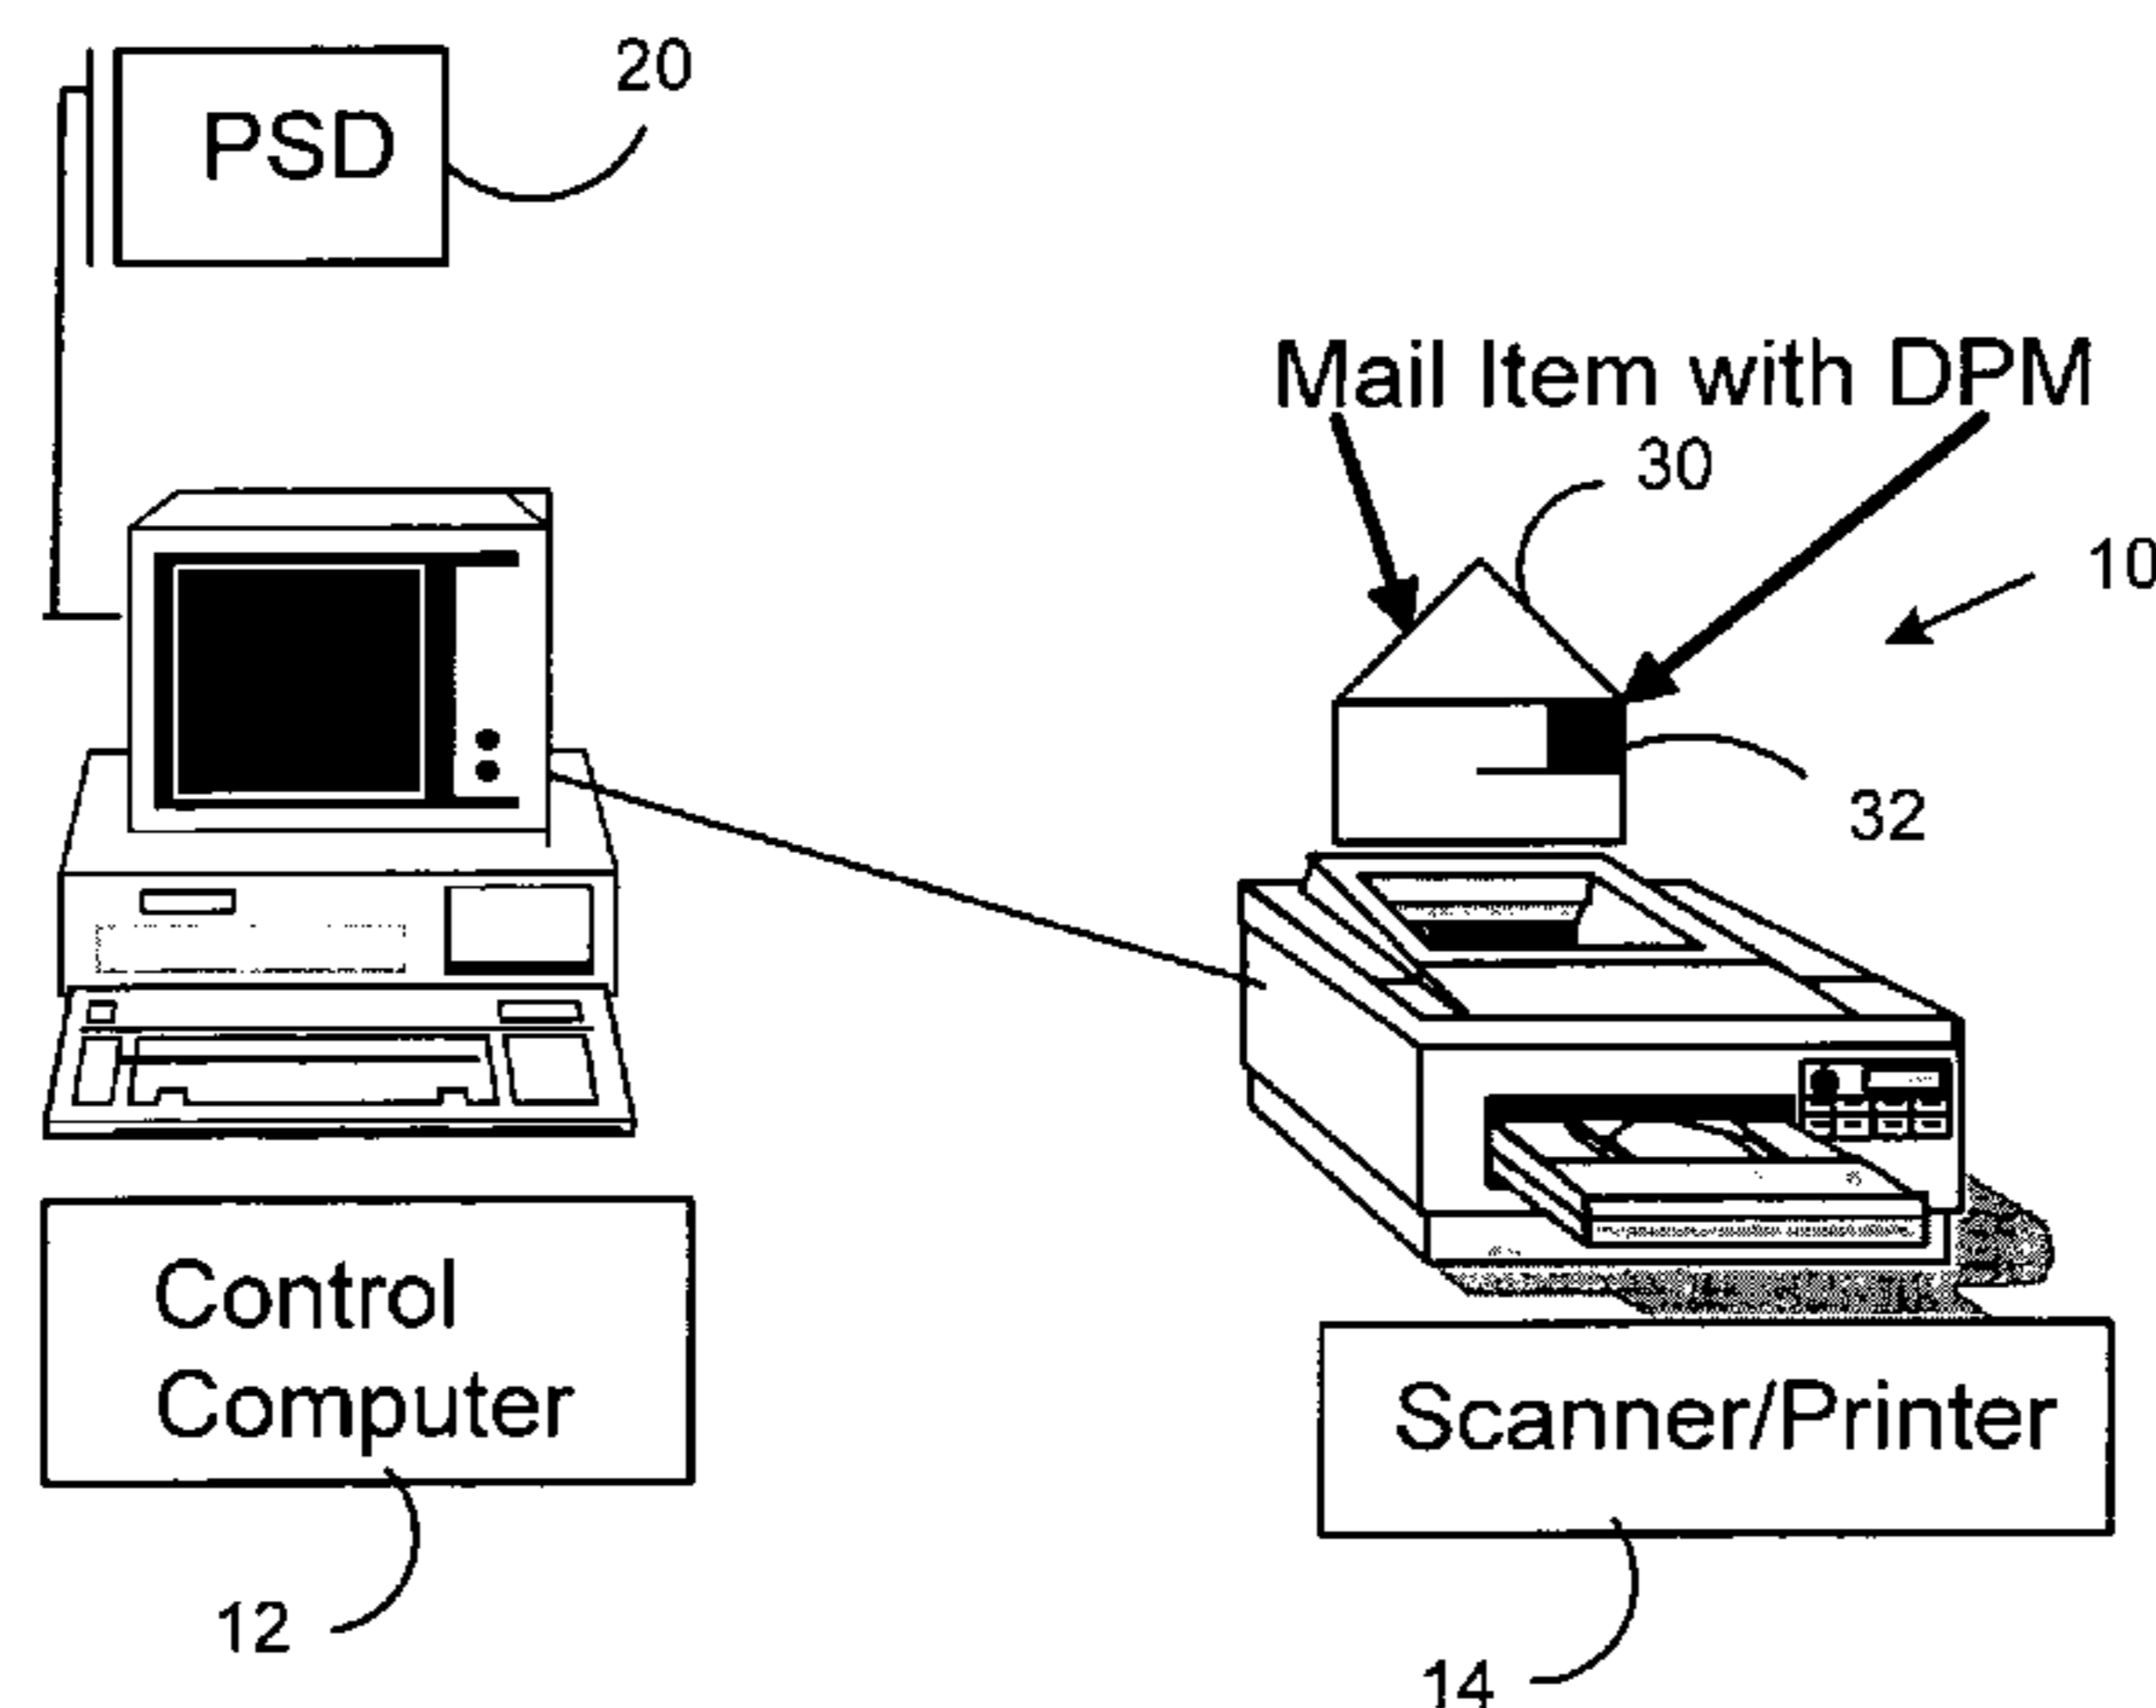 PSD
20
Mail Item with DPM
30
10
32
Control
Computer
Scanner/Printer
12
14